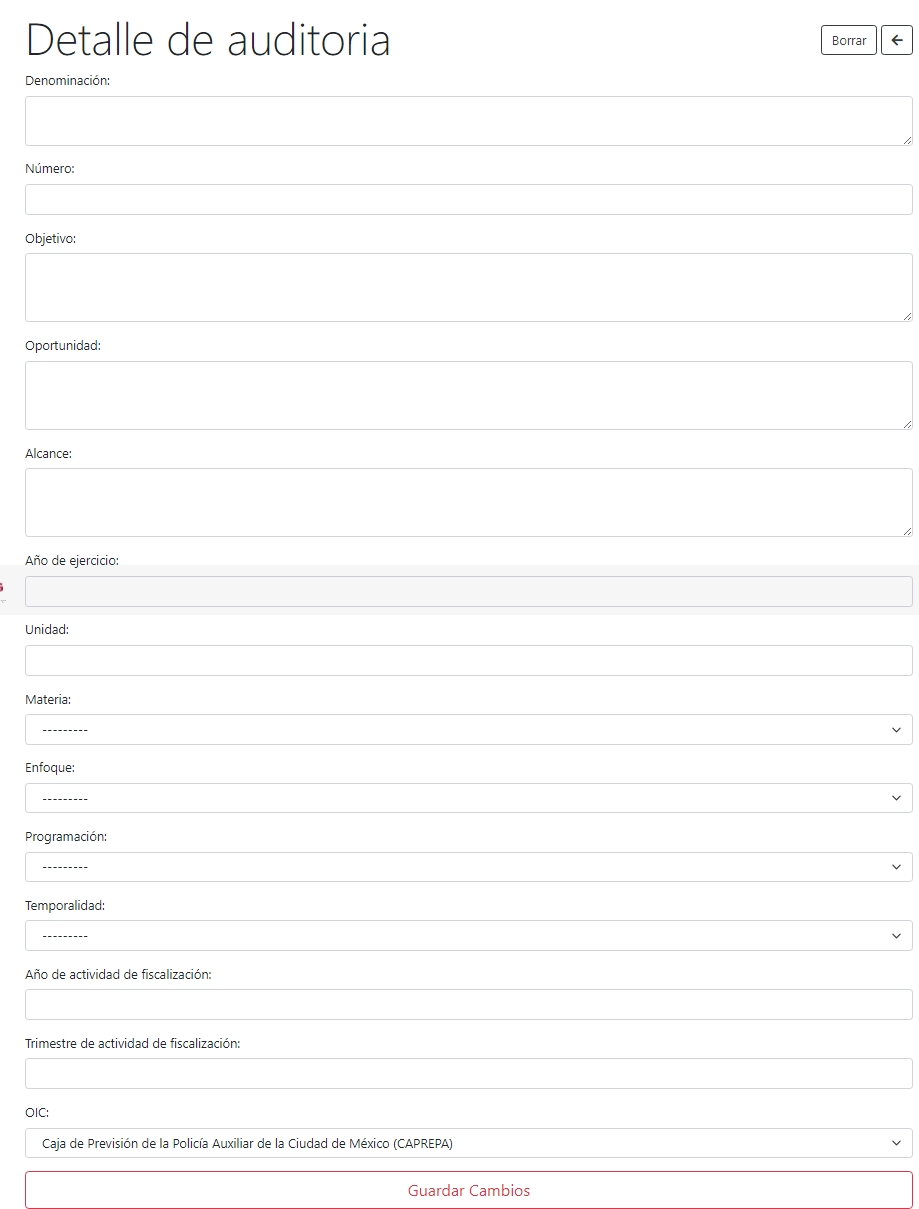 Detalle de auditoria
Borrar
Denominación:
Número:
Objetivo:
Oportunidad:
Alcance:
Año de ejercicio:
Unidad:
Materia:
---------
Enfoque:
---------
Programación:
---------
Temporalidad:
---------
Año de actividad de fiscalización:
Trimestre de actividad de fiscalización:
OIC:
Caja de Previsión de la Policía Auxiliar de la Ciudad de México (CAPREPA)
Guardar Cambios